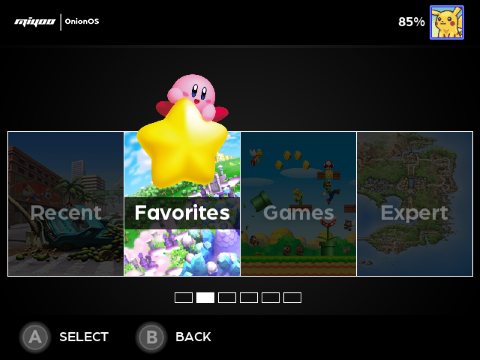 miyoo OnionOS
85%
Recent
Favorites
Games
Expert
A SELECT B BACK